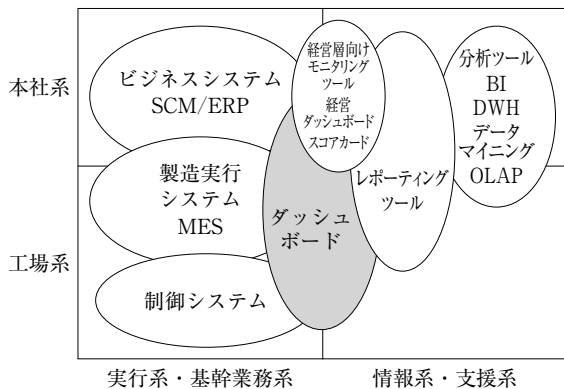 本社系
工場系
ビジネスシステム
SCM/ERP
経営層向け
モニタリング
ツール
経営
ダッシュボード
スコアカード
分析ツール
BI
DWH
データ
マイニング
OLAP
製造実行
システム
MES
ダッシュ
ボード
レポーティング
ツール
制御システム
実行系・基幹業務系
情報系・支援系